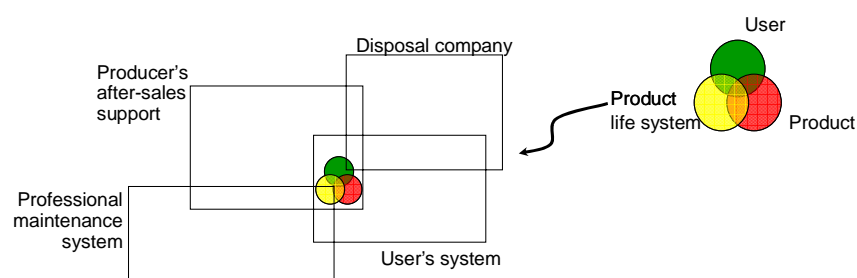 User
Disposal company
Producer's
after-sales
support
Product
life system
Product
Professional
maintenance
system
User's system